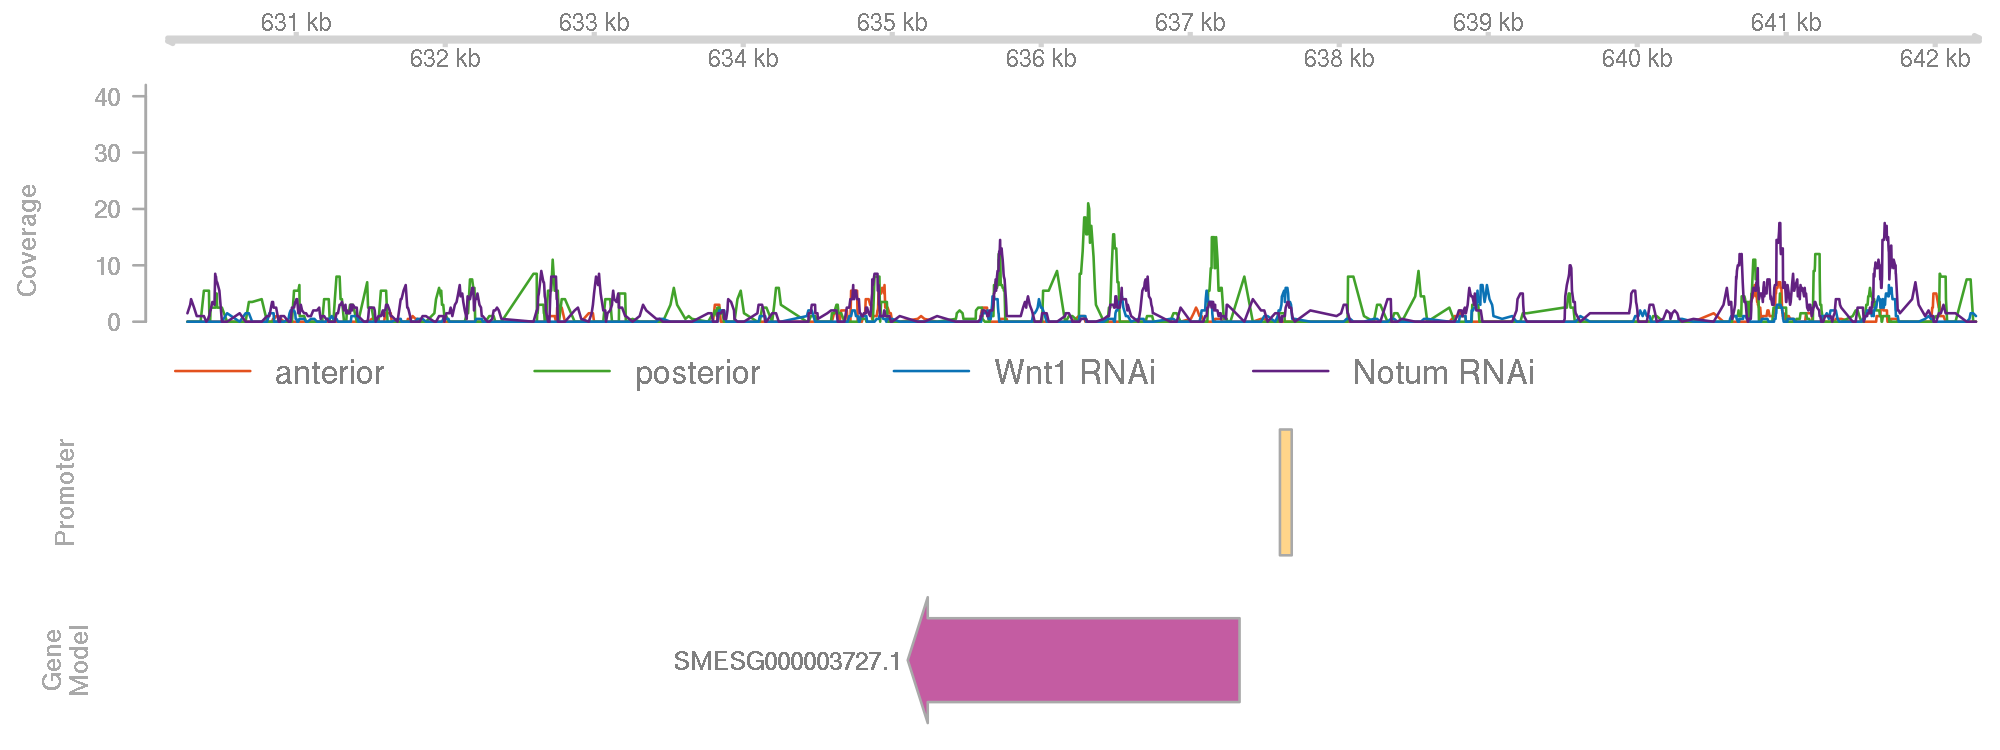 631 kb 633 kb 635 kb 637 kb 639 kb 641 kb
632 kb 634 kb 636 kb 638 kb 640 kb 642 kb
40
30
20
10
0
Coverage
anterior posterior Wnt1 RNAi Notum RNAi
Promoter
Gene
Model
SMESG000003727.1